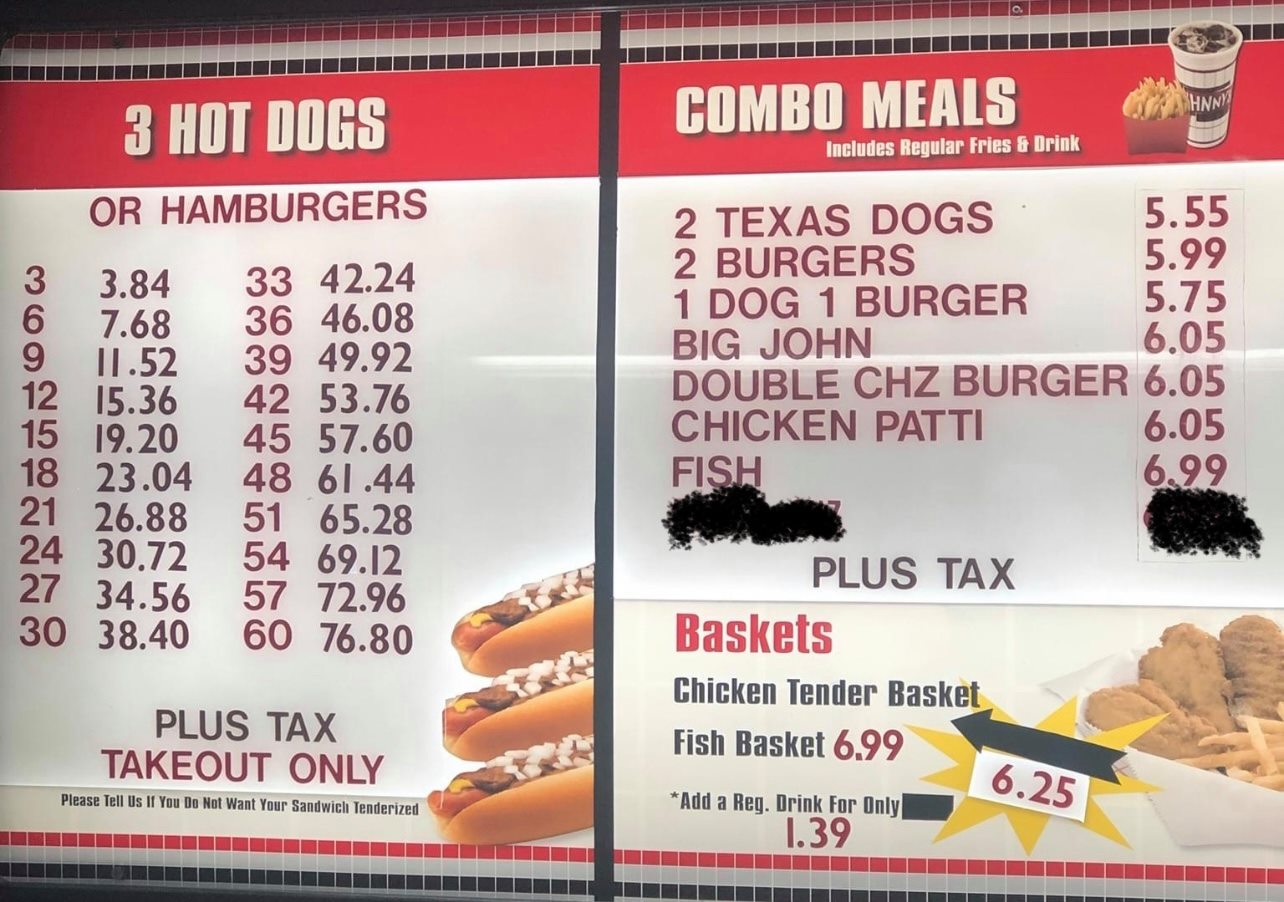 3 HOT DOGS
OR HAMBURGERS
3 3.84 33 42.24
6 7.68 36 46.08
9 11.52 39 49.92
12 15.36 42 53.76
15 19.20 45 57.60
18 23.04 48 61.44
21 26.88 51 65.28
24 30.72 54 69.12
27 34.56 57 72.96
30 38.40 60 76.80
PLUS TAX
TAKEOUT ONLY
Please Tell Us If You Do Not Want Your Sandwich Tenderized
COMBO MEALS
Includes Regular Fries & Drink
2 TEXAS DOGS 5.55
2 BURGERS 5.99
1 DOG 1 BURGER 5.75
BIG JOHN 6.05
DOUBLE CHZ BURGER 6.05
CHICKEN PATTI 6.05
FISH 6.99
PLUS TAX
Baskets
Chicken Tender Basket
6.25
Fish Basket 6.99
*Add a Reg. Drink For Only
1.39